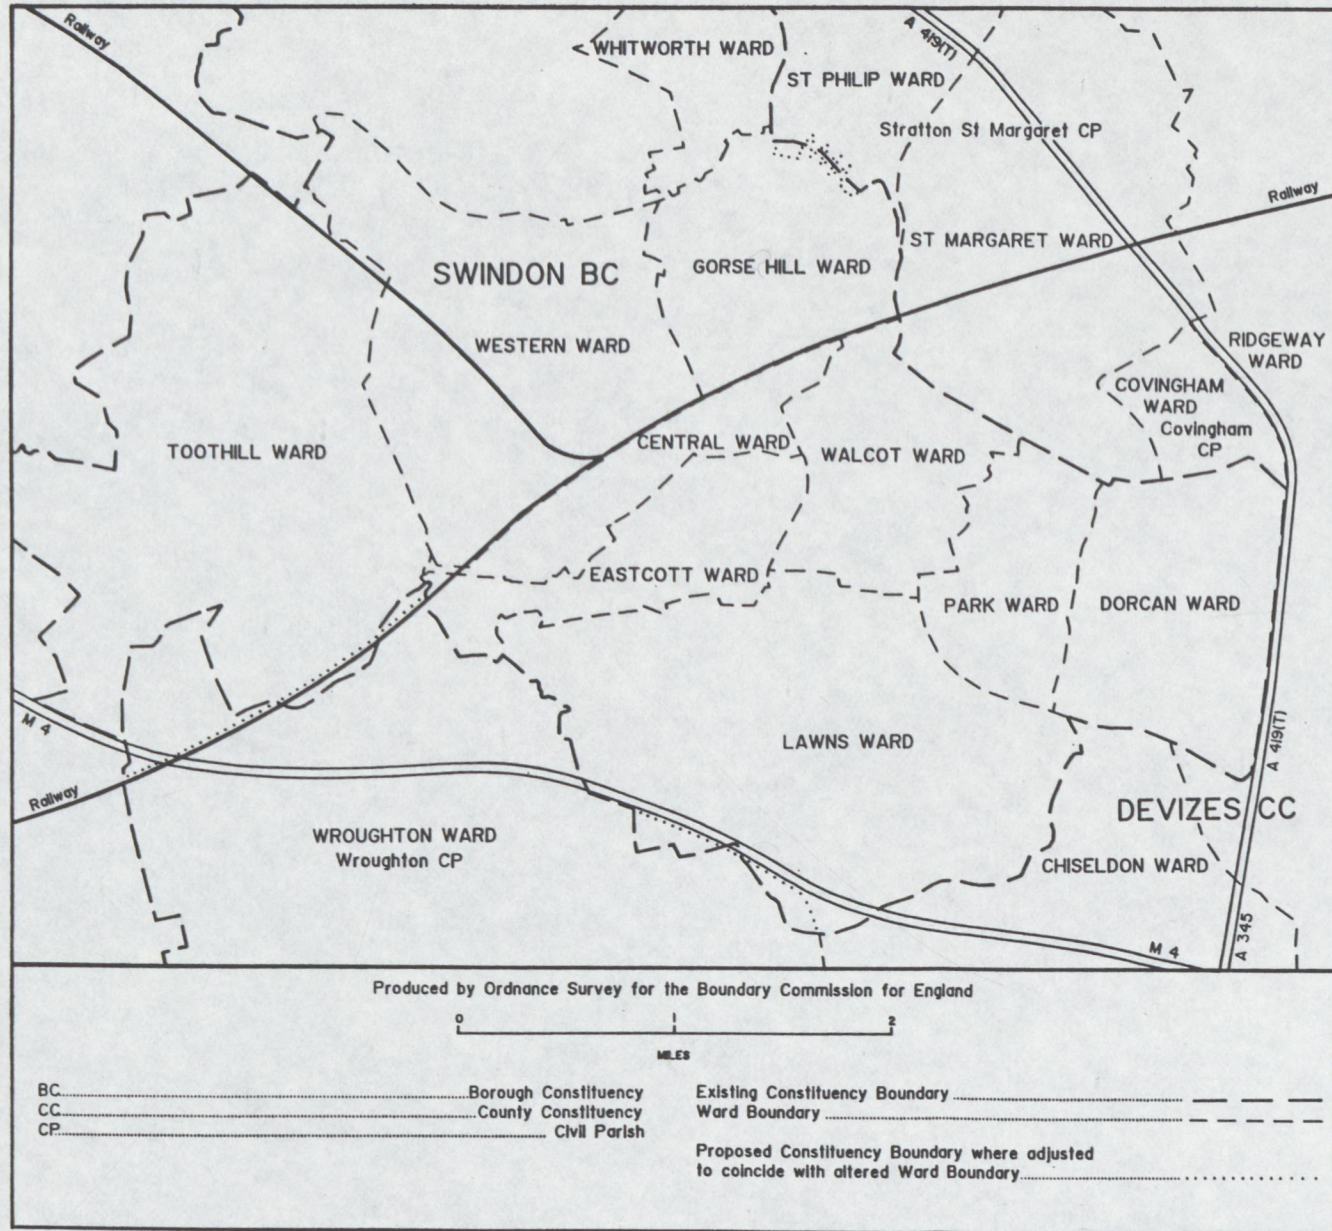 Railway
A 419(T)
< WHITWORTH WARD
ST PHILIP WARD
Stratton St Margaret CP
Railway
ST MARGARET WARD
GORSE HILL WARD
SWINDON BC
WESTERN WARD
RIDGEWAY
WARD
COVINGHAM
WARD
Covingham
CP
TOOTHILL WARD
CENTRAL WARD
WALCOT WARD
EASTCOTT WARD
PARK WARD
DORCAN WARD
M 4
LAWNS WARD
A 419(T)
Railway
DEVIZES CC
WROUGHTON WARD
Wroughton CP
CHISELDON WARD
A 345
M 4
Produced by Ordnance Survey for the Boundary Commission for England
0 1 2
MILES
BC Borough Constituency
CC County Constituency
CP Civil Parish
Existing Constituency Boundary
Ward Boundary
Proposed Constituency Boundary where adjusted
to coincide with altered Ward Boundary